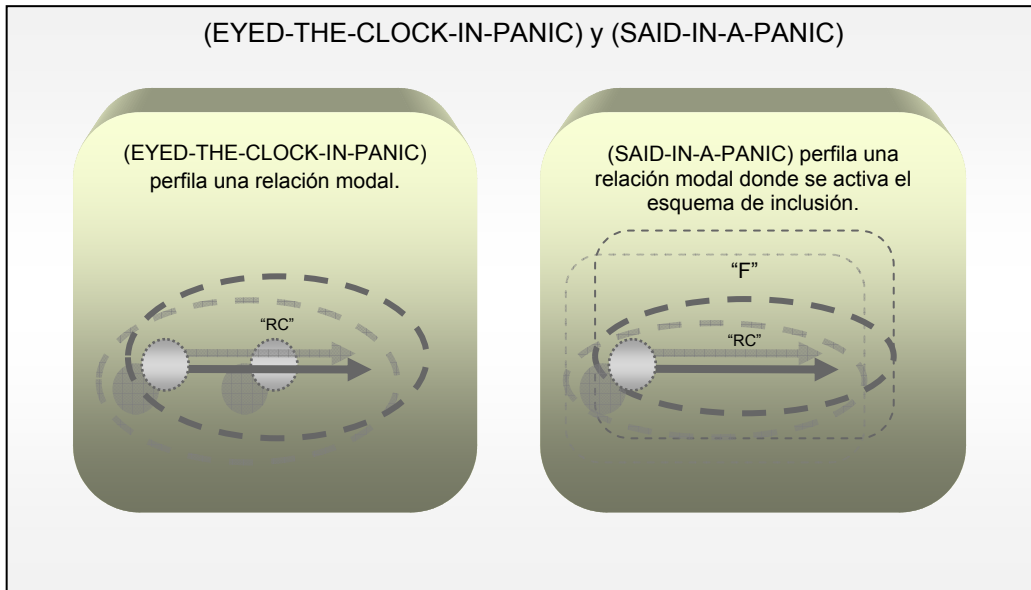 (EYED-THE-CLOCK-IN-PANIC) y (SAID-IN-A-PANIC)
(EYED-THE-CLOCK-IN-PANIC)
perfila una relación modal.
“RC”
(SAID-IN-A-PANIC) perfila una
relación modal donde se activa el
esquema de inclusión.
“F”
“RC”